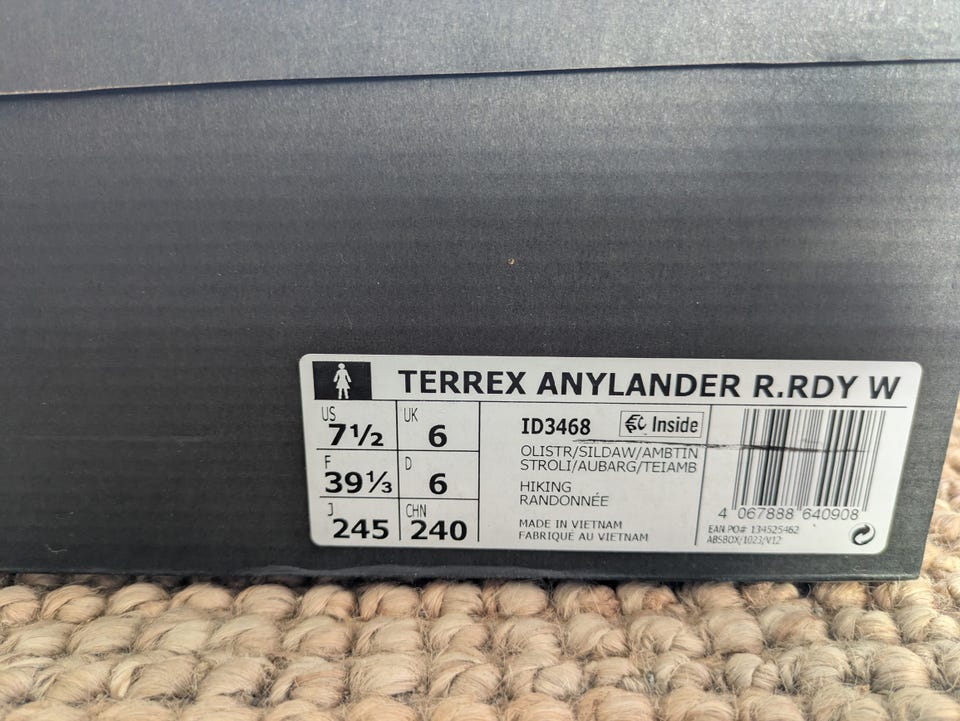 TERREX ANYLANDER R.RDY W
US 7½ UK 6
F 39⅓ D 6
J 245 CHN 240
ID3468 Inside
OLISTR/SILDAW/AMBTIN
STROLI/AUBARG/TEIAMB
HIKING
RANDONNÉE
MADE IN VIETNAM
FABRIQUÉ AU VIETNAM
4 067888 640908
EAN PO# 134525462
ABSBOX/1023/V12